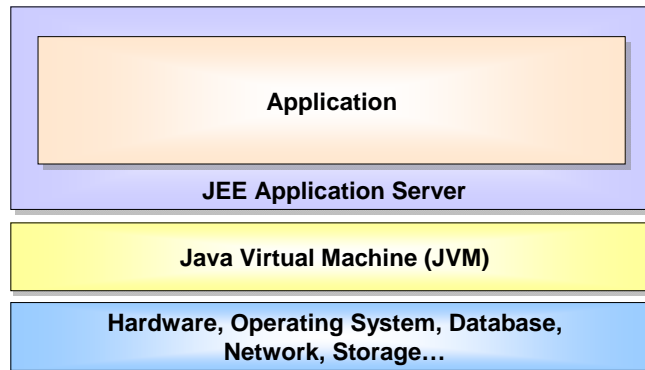 Application
JEE Application Server
Java Virtual Machine (JVM)
Hardware, Operating System, Database,
Network, Storage…